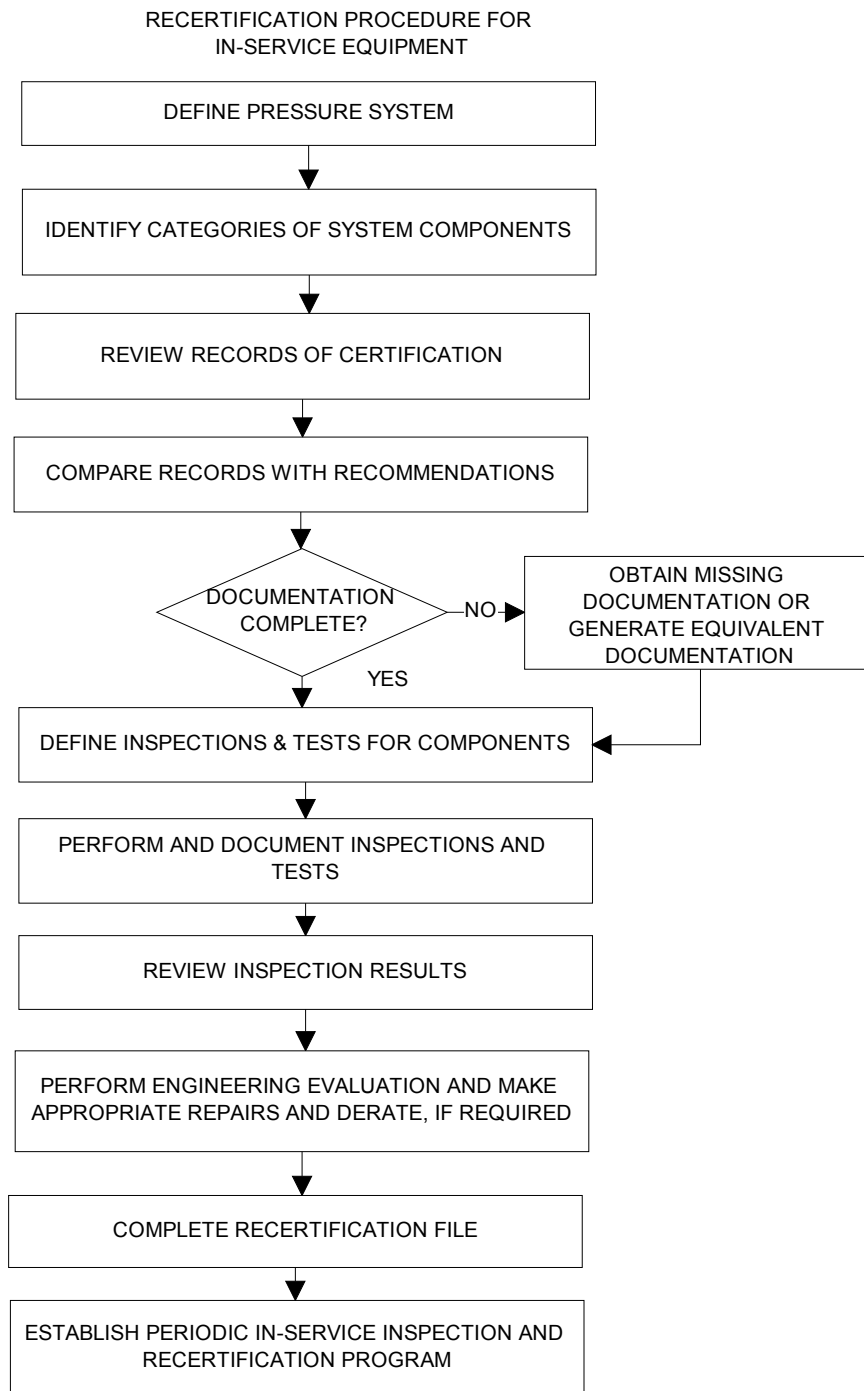 RECERTIFICATION PROCEDURE FOR
IN-SERVICE EQUIPMENT
DEFINE PRESSURE SYSTEM
IDENTIFY CATEGORIES OF SYSTEM COMPONENTS
REVIEW RECORDS OF CERTIFICATION
COMPARE RECORDS WITH RECOMMENDATIONS
DOCUMENTATION
COMPLETE?
NO
OBTAIN MISSING
DOCUMENTATION OR
GENERATE EQUIVALENT
DOCUMENTATION
YES
DEFINE INSPECTIONS & TESTS FOR COMPONENTS
PERFORM AND DOCUMENT INSPECTIONS AND
TESTS
REVIEW INSPECTION RESULTS
PERFORM ENGINEERING EVALUATION AND MAKE
APPROPRIATE REPAIRS AND DERATE, IF REQUIRED
COMPLETE RECERTIFICATION FILE
ESTABLISH PERIODIC IN-SERVICE INSPECTION AND
RECERTIFICATION PROGRAM